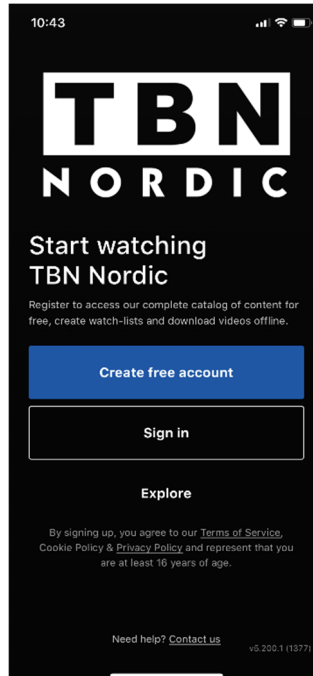 10:43
TBN
NORDIC
Start watching
TBN Nordic
Register to access our complete catalog of content for
free, create watch-lists and download videos offline.
Create free account
Sign in
Explore
By signing up, you agree to our Terms of Service,
Cookie Policy & Privacy Policy and represent that you
are at least 16 years of age.
Need help? Contact us
v6.200.1 (1377)